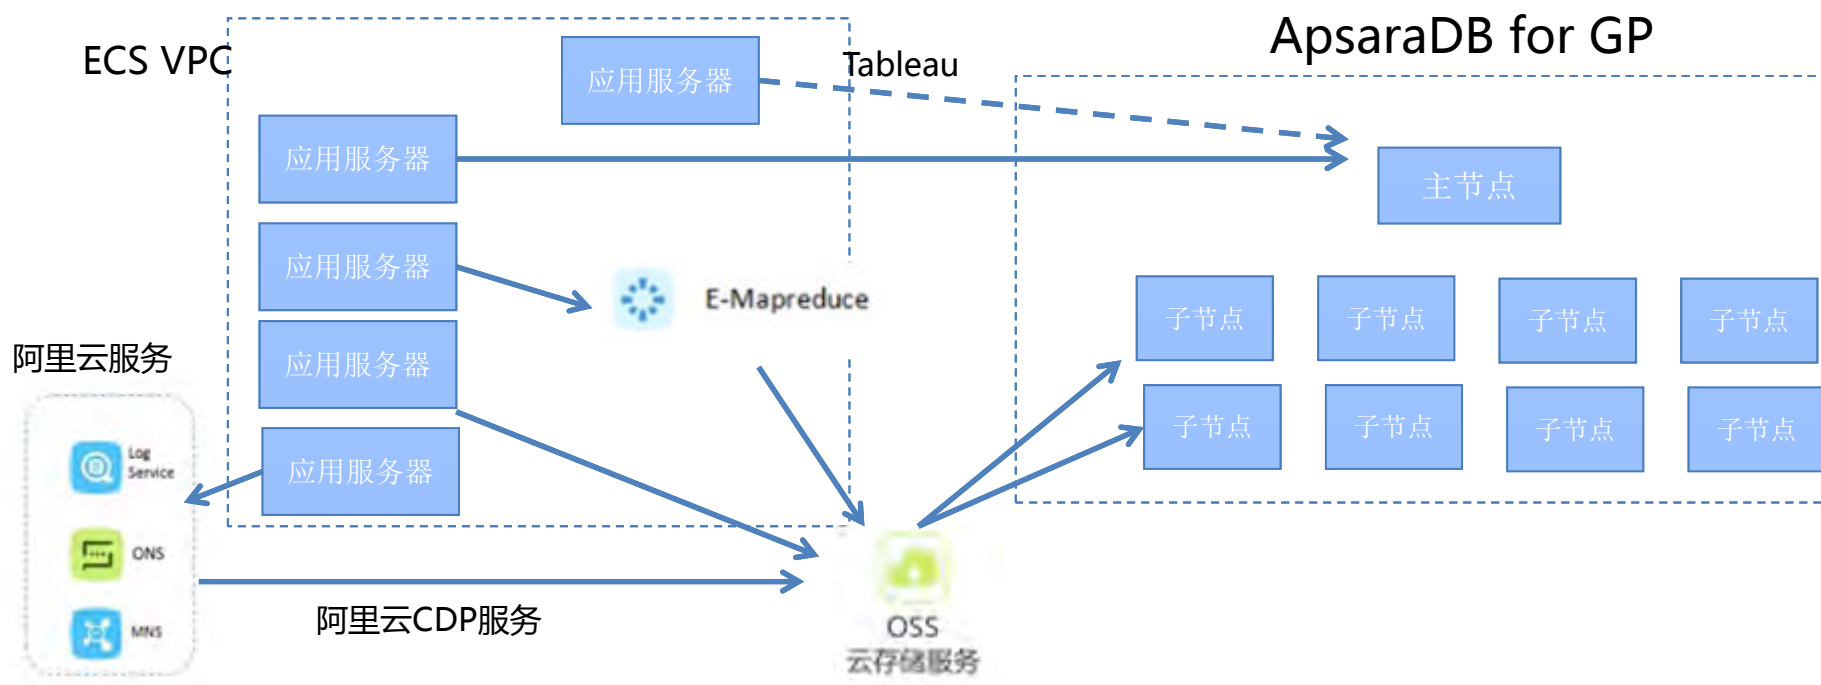 ApsaraDB for GP
ECS VPC
Tableau
应用服务器
应用服务器
主节点
应用服务器
E-Mapreduce
子节点
子节点
子节点
子节点
阿里云服务
应用服务器
子节点
子节点
子节点
子节点
Log
Service
应用服务器
ONS
MNS
阿里云CDP服务
OSS
云存储服务